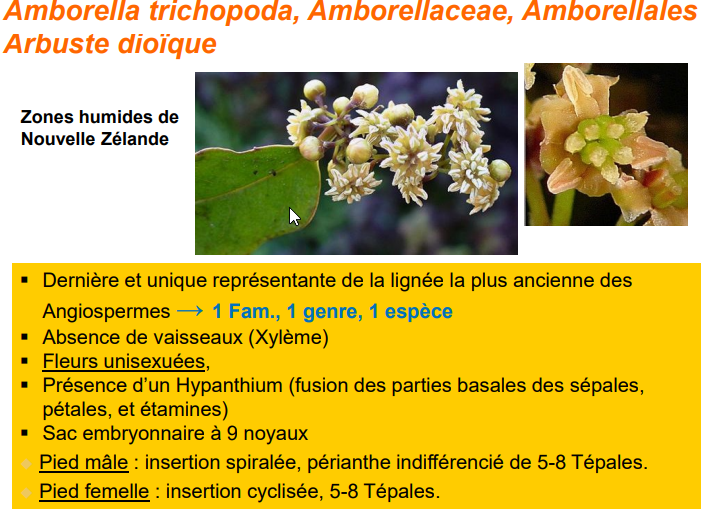 Amborella trichopoda, Amborellaceae, Amborellales
Arbuste dioïque
Zones humides de
Nouvelle Zélande
▪ Dernière et unique représentante de la lignée la plus ancienne des
Angiospermes → 1 Fam., 1 genre, 1 espèce
▪ Absence de vaisseaux (Xylème)
▪ Fleurs unisexuées,
▪ Présence d’un Hypanthium (fusion des parties basales des sépales,
pétales, et étamines)
▪ Sac embryonnaire à 9 noyaux
Pied mâle : insertion spiralée, périanthe indifférencié de 5-8 Tépales.
Pied femelle : insertion cyclisée, 5-8 Tépales.